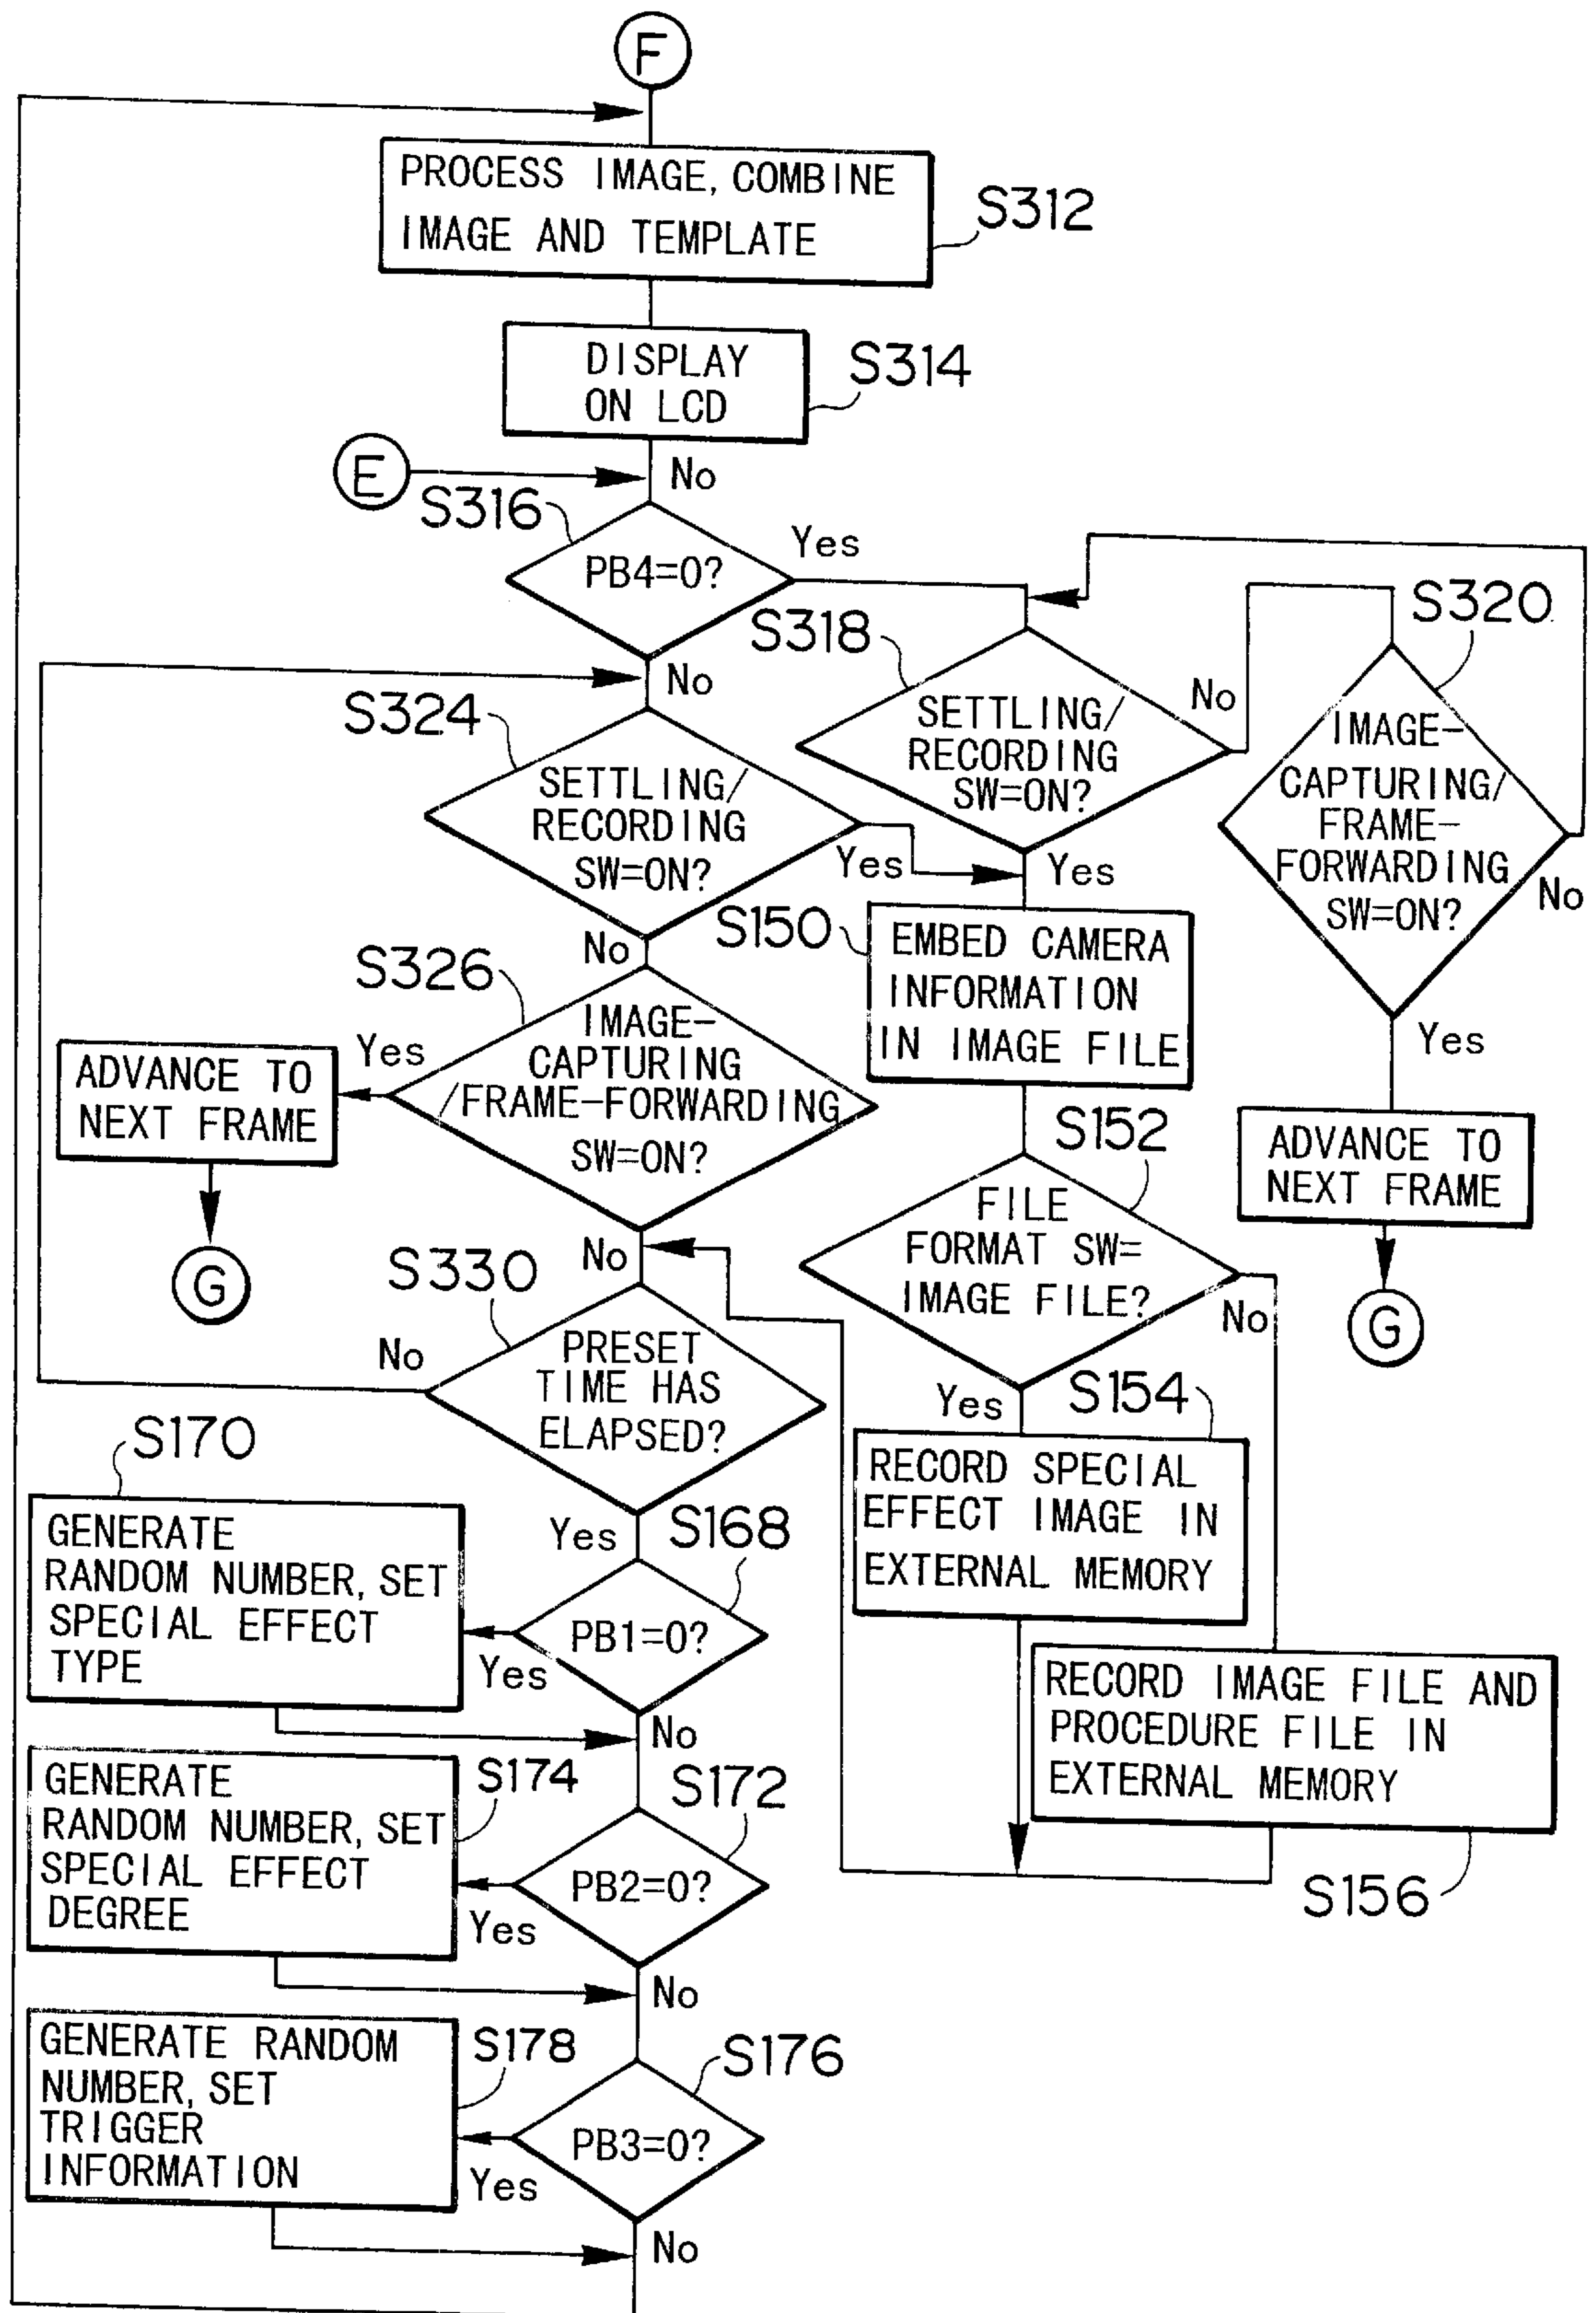 F
PROCESS IMAGE, COMBINE
IMAGE AND TEMPLATE
S312
DISPLAY
ON LCD
S314
E
No
S316
PB4=0?
Yes
S318
SETTLING/
RECORDING
SW=ON?
No
Yes
S320
IMAGE-
CAPTURING/
FRAME-
FORWARDING
SW=ON?
No
Yes
ADVANCE TO
NEXT FRAME
G
No
S324
SETTLING/
RECORDING
SW=ON?
Yes
No
S326
IMAGE-
CAPTURING
/FRAME-FORWARDING
SW=ON?
Yes
ADVANCE TO
NEXT FRAME
G
No
S150
EMBED CAMERA
INFORMATION
IN IMAGE FILE
S152
FILE
FORMAT SW=
IMAGE FILE?
No
Yes
S154
RECORD SPECIAL
EFFECT IMAGE IN
EXTERNAL MEMORY
RECORD IMAGE FILE AND
PROCEDURE FILE IN
EXTERNAL MEMORY
S156
S330
PRESET
TIME HAS
ELAPSED?
No
Yes
S168
PB1=0?
Yes
No
S170
GENERATE
RANDOM NUMBER, SET
SPECIAL EFFECT
TYPE
S172
PB2=0?
Yes
No
S174
GENERATE
RANDOM NUMBER, SET
SPECIAL EFFECT
DEGREE
S176
PB3=0?
Yes
No
S178
GENERATE RANDOM
NUMBER, SET
TRIGGER
INFORMATION